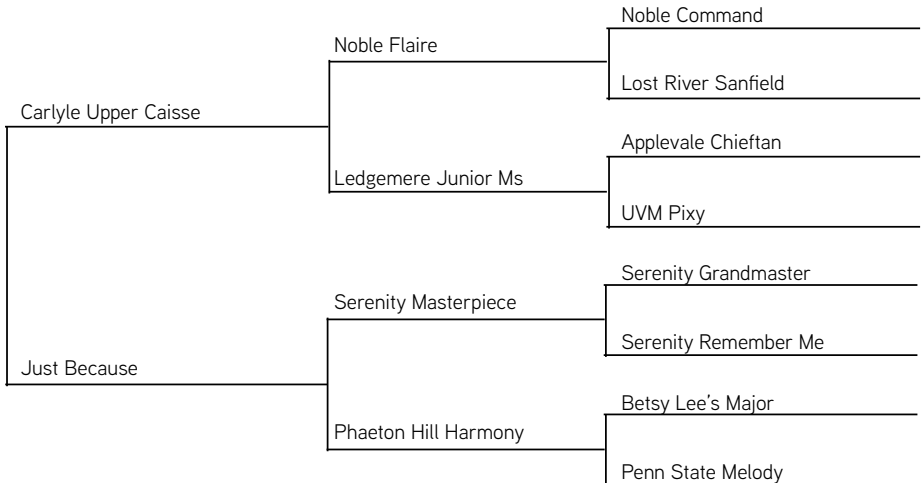 Noble Command
Noble Flaire
Lost River Sanfield
Carlyle Upper Caisse
Applevale Chieftan
Ledgemere Junior Ms
UVM Pixy
Serenity Grandmaster
Serenity Masterpiece
Serenity Remember Me
Just Because
Betsy Lee's Major
Phaeton Hill Harmony
Penn State Melody